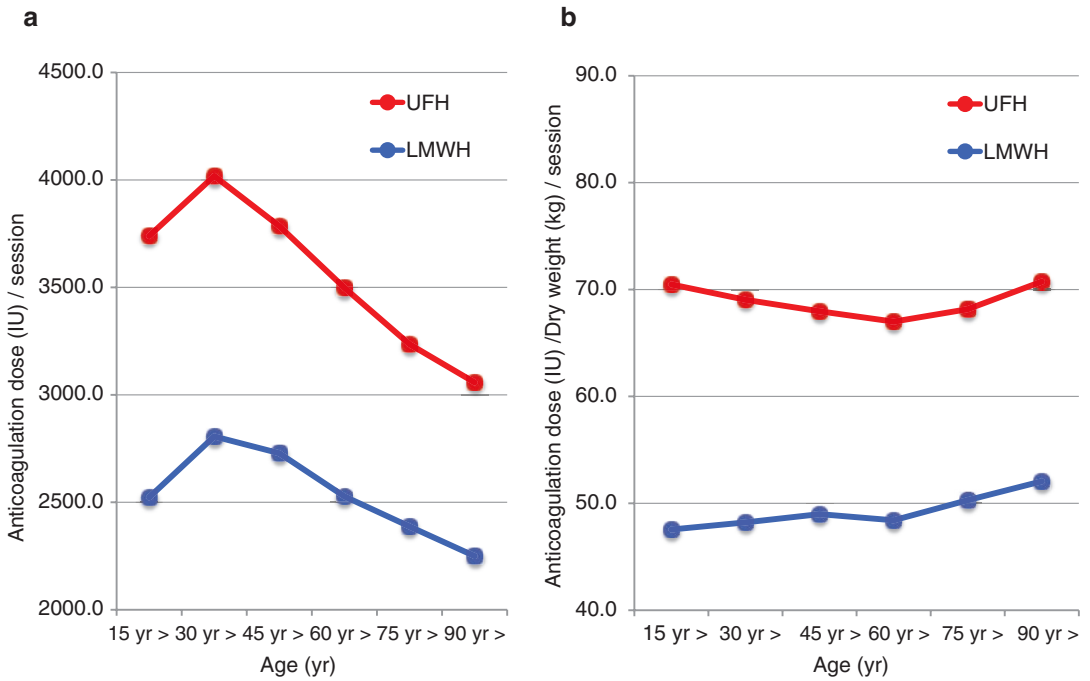 a
Anticoagulation dose (IU) / session
4500.0
4000.0
3500.0
3000.0
2500.0
2000.0
UFH
LMWH
15 yr > 30 yr > 45 yr > 60 yr > 75 yr > 90 yr >
Age (yr)
b
Anticoagulation dose (IU) /Dry weight (kg) / session
90.0
80.0
70.0
60.0
50.0
40.0
UFH
LMWH
15 yr > 30 yr > 45 yr > 60 yr > 75 yr > 90 yr >
Age (yr)